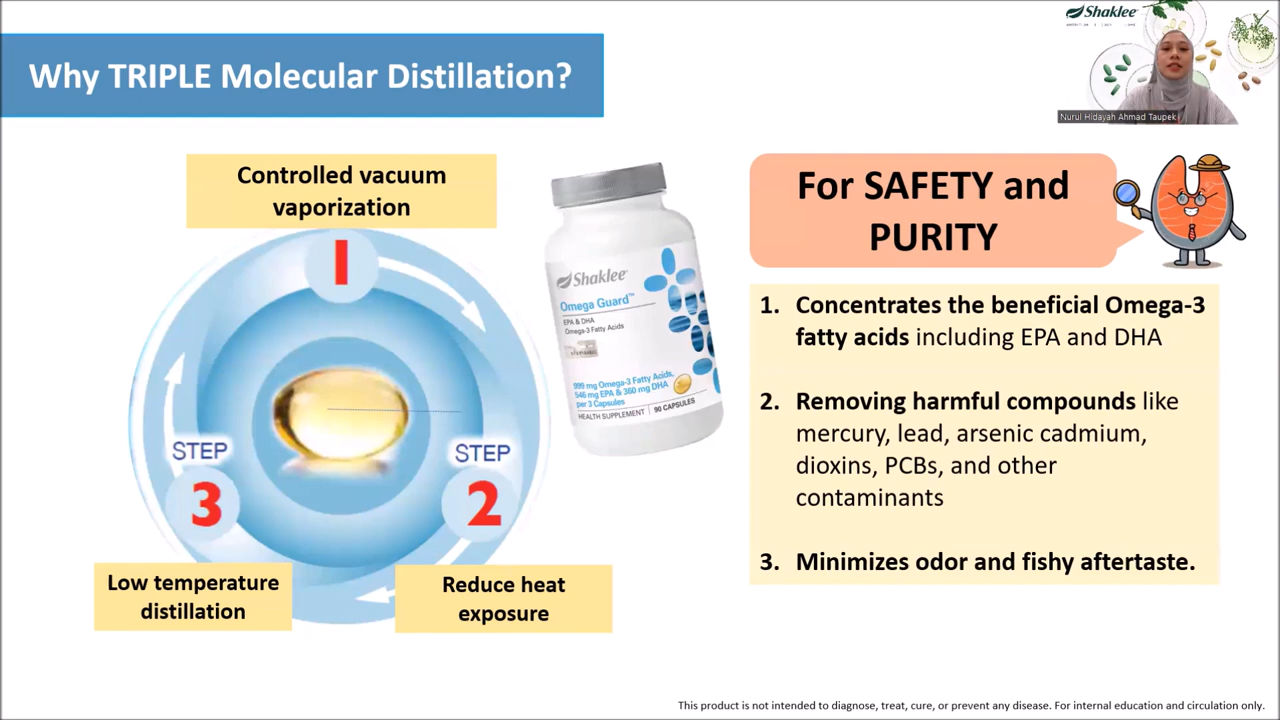 Shaklee
Why TRIPLE Molecular Distillation?
Nurul Hidayah Ahmad Taupek
Controlled vacuum
vaporization
1
STEP
2
Reduce heat
exposure
STEP
3
Low temperature
distillation
Shaklee
Omega Guard™
EPA & DHA
Omega-3 Fatty Acids
999 mg Omega-3 Fatty Acids,
546 mg EPA & 360 mg DHA
per 3 Capsules
HEALTH SUPPLEMENT | 90 CAPSULES
For SAFETY and
PURITY
1. Concentrates the beneficial Omega-3
fatty acids including EPA and DHA
2. Removing harmful compounds like
mercury, lead, arsenic cadmium,
dioxins, PCBs, and other
contaminants
3. Minimizes odor and fishy aftertaste.
This product is not intended to diagnose, treat, cure, or prevent any disease. For internal education and circulation only.